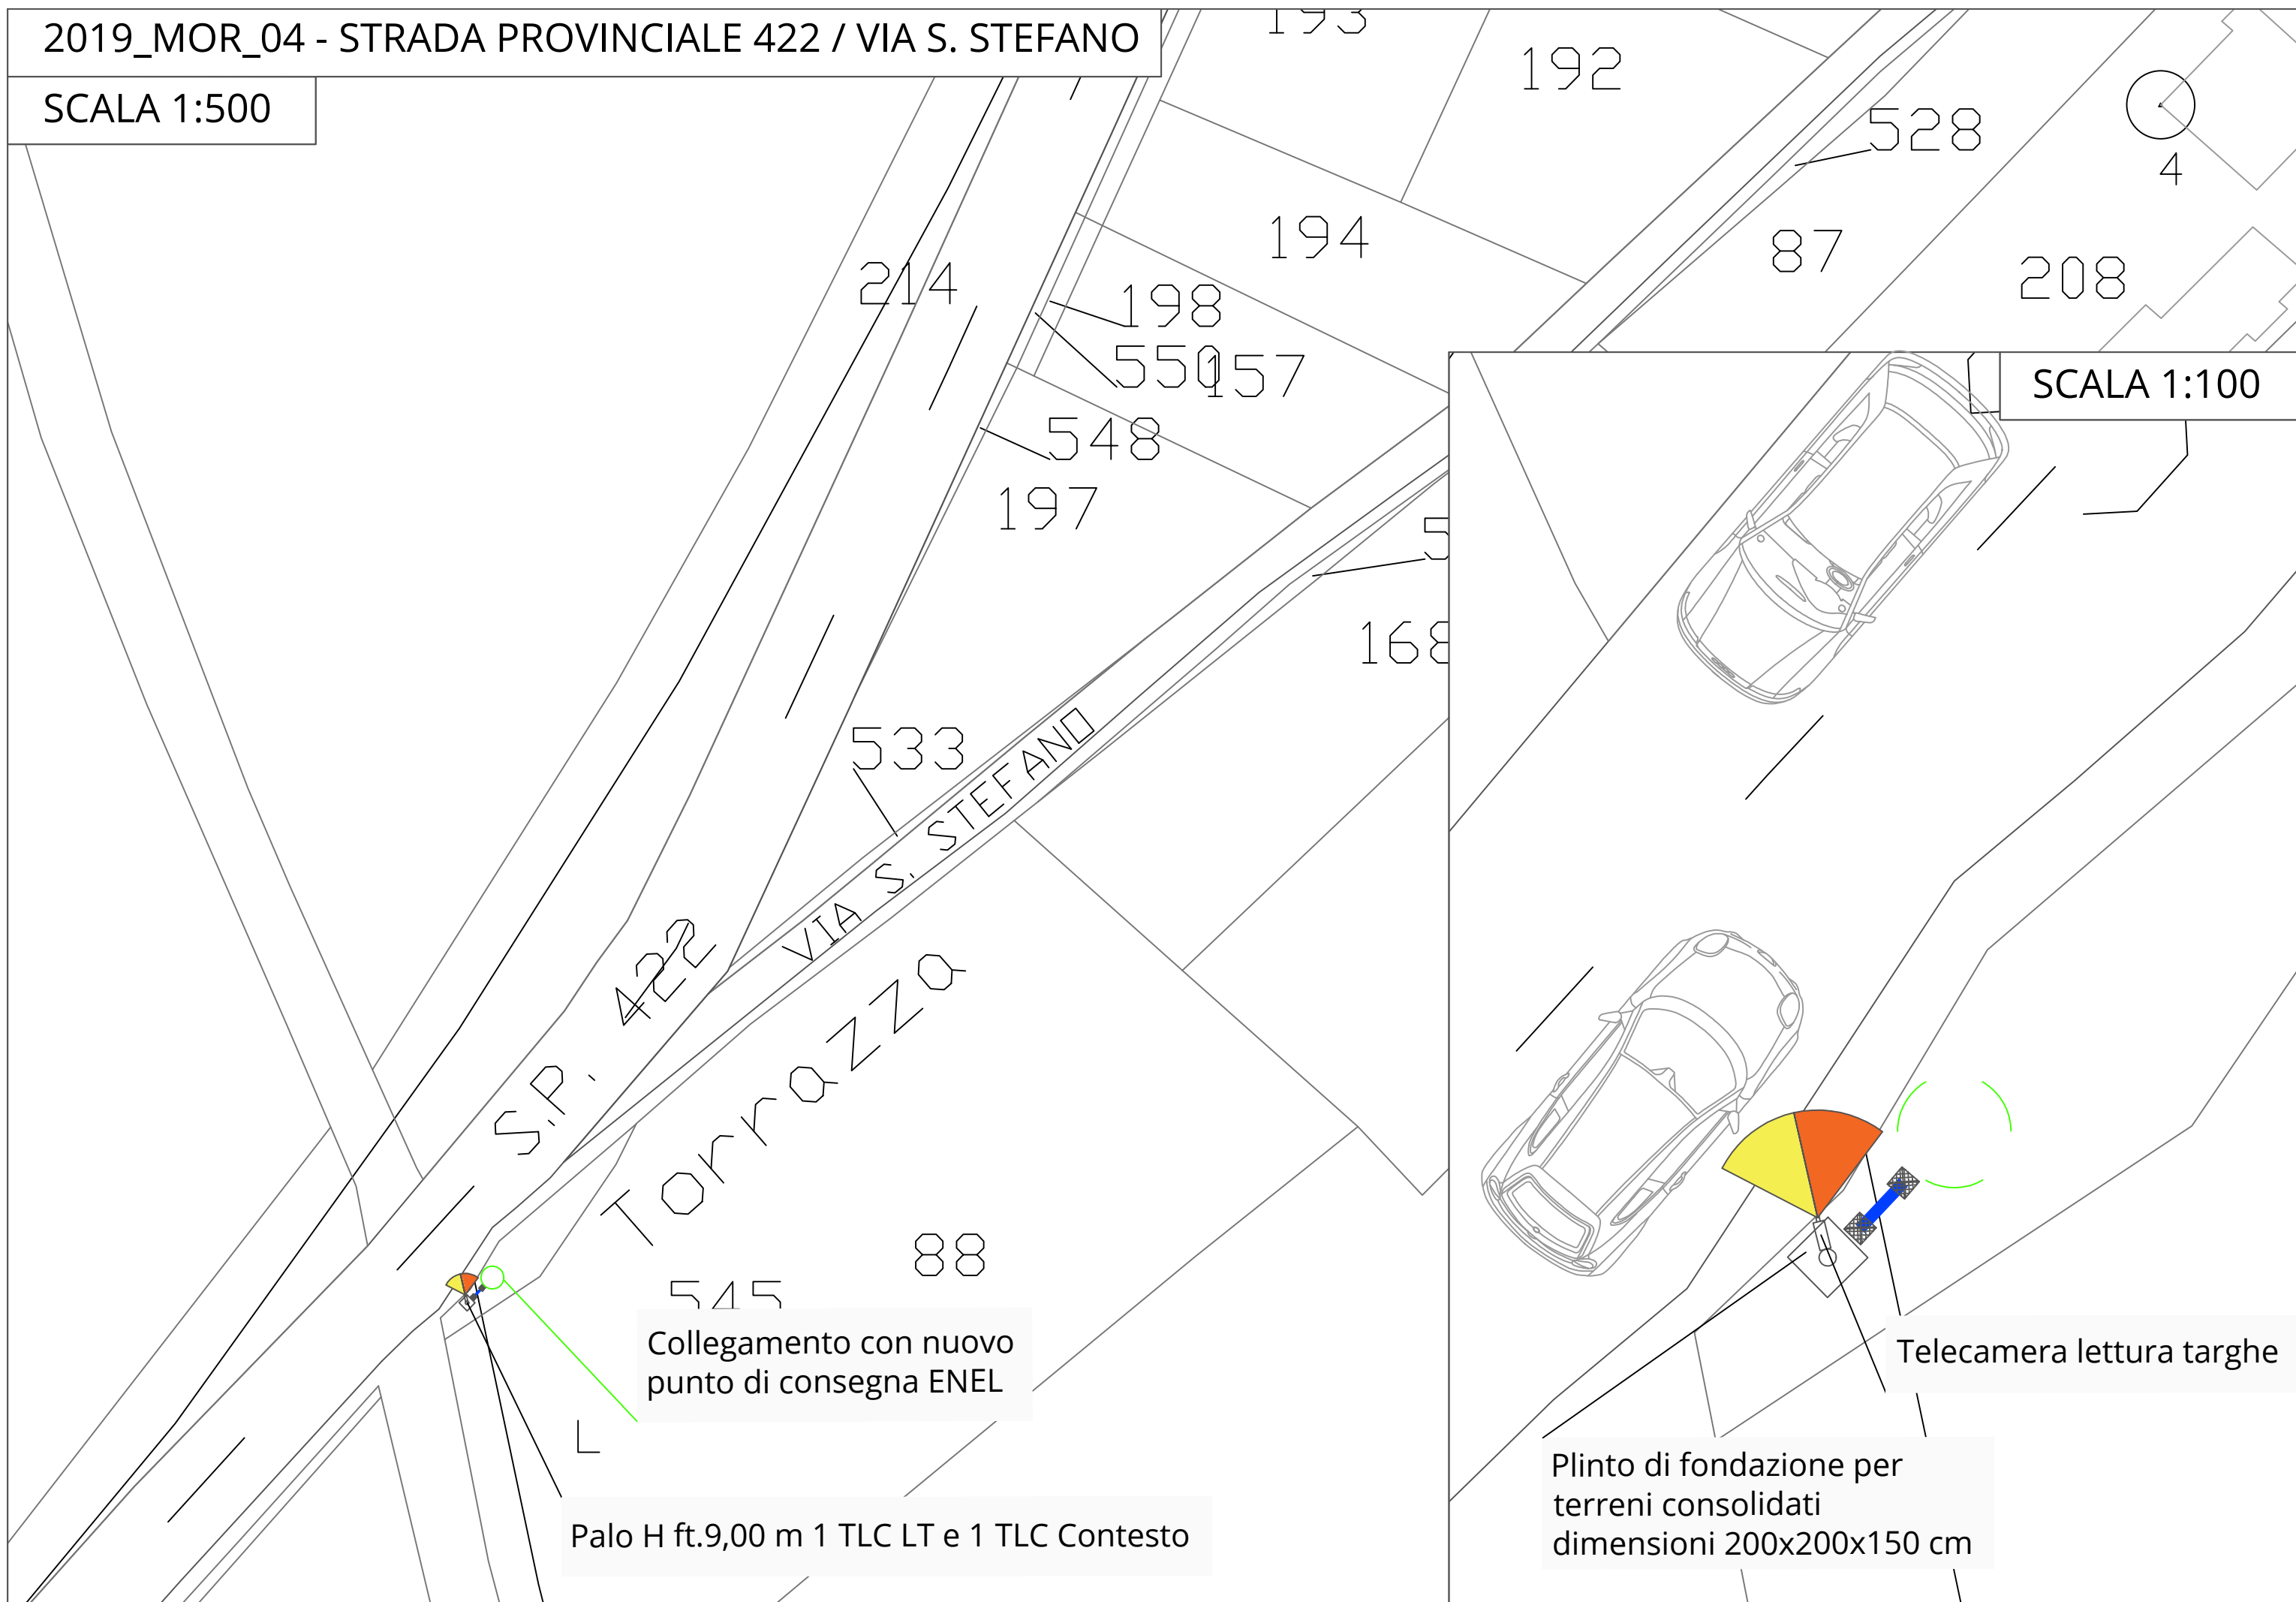 2019_MOR_04 - STRADA PROVINCIALE 422 / VIA S. STEFANO
SCALA 1:500
193
192
528
4
194
87
208
214
198
550
157
SCALA 1:100
548
197
168
533
VIA S. STEFANO
S.P. 422
Torrazza
88
545
Collegamento con nuovo
punto di consegna ENEL
Telecamera lettura targhe
Plinto di fondazione per
terreni consolidati
dimensioni 200x200x150 cm
Palo H ft.9,00 m 1 TLC LT e 1 TLC Contesto